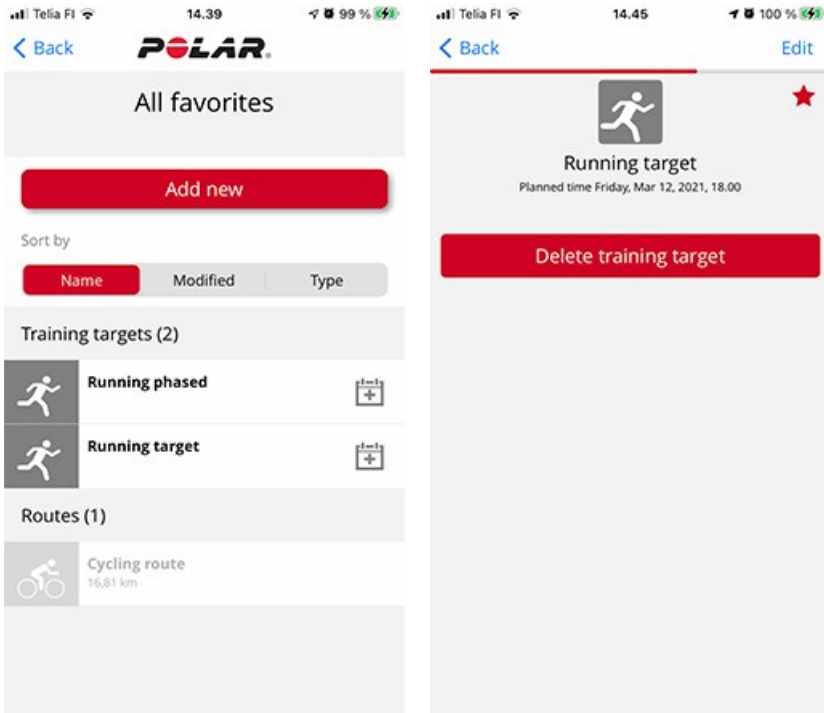 Telia FI 14.39 99 %
Back POLAR.
All favorites
Add new
Sort by
Name Modified Type
Training targets (2)
Running phased
Running target
Routes (1)
Cycling route
16,81 km
Telia FI 14.45 100 %
Back Edit
Running target
Planned time Friday, Mar 12, 2021, 18.00
Delete training target